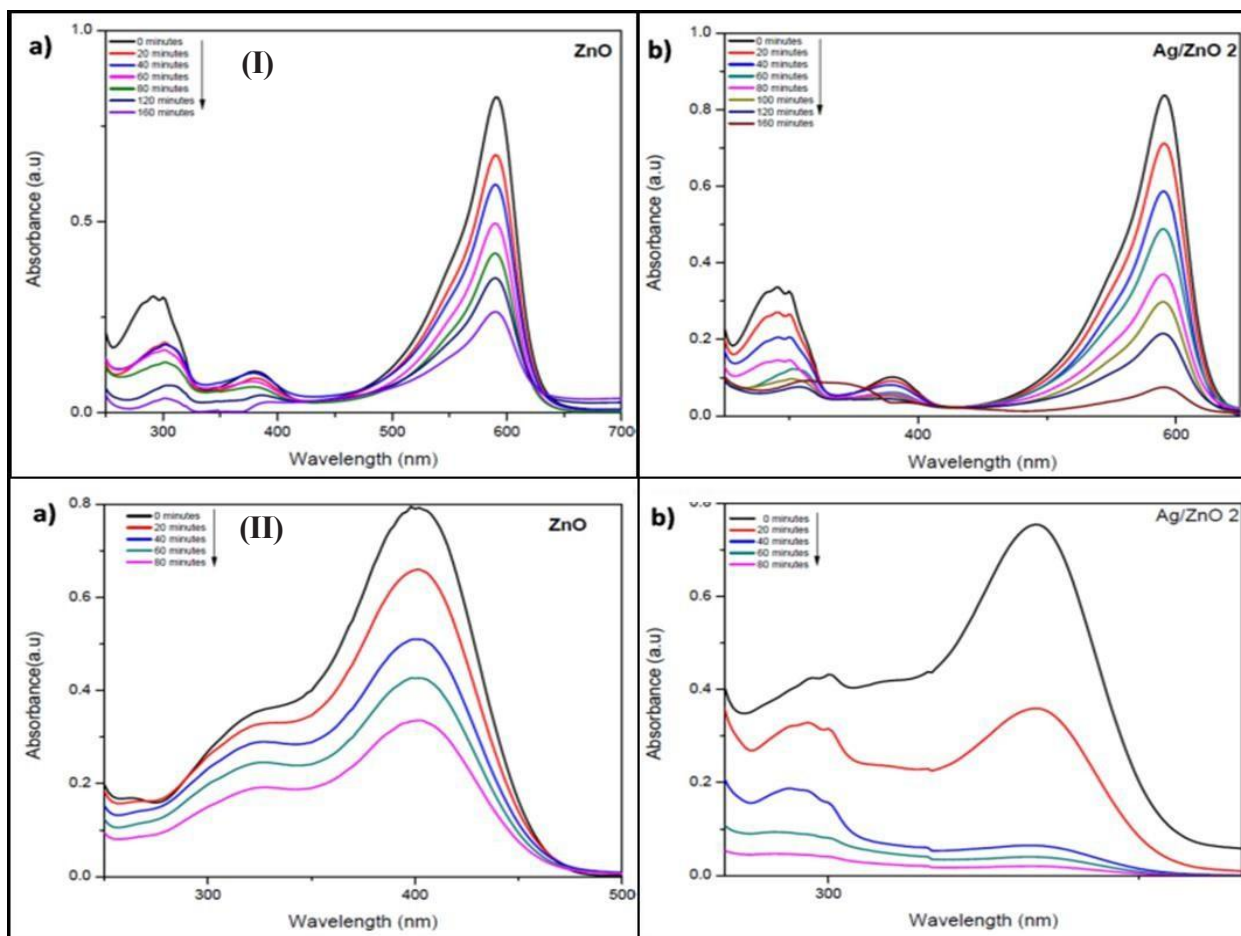 a)
(I)
ZnO
0 minutes
20 minutes
40 minutes
60 minutes
80 minutes
120 minutes
160 minutes
1.0
0.5
0.0
Absorbance (a.u)
300
400
500
600
700
Wavelength (nm)
b)
Ag/ZnO 2
0 minutes
20 minutes
40 minutes
60 minutes
80 minutes
100 minutes
120 minutes
160 minutes
1.0
0.8
0.6
0.4
0.2
0.0
Absorbance (a.u)
400
600
Wavelength (nm)
a)
(II)
ZnO
0 minutes
20 minutes
40 minutes
60 minutes
80 minutes
0.8
0.6
0.4
0.2
0.0
Absorbance(a.u)
300
400
500
Wavelength (nm)
b)
Ag/ZnO 2
0 minutes
20 minutes
40 minutes
60 minutes
80 minutes
0.8
0.4
0.2
0.0
Absorbance (a.u)
300
Wavelength (nm)